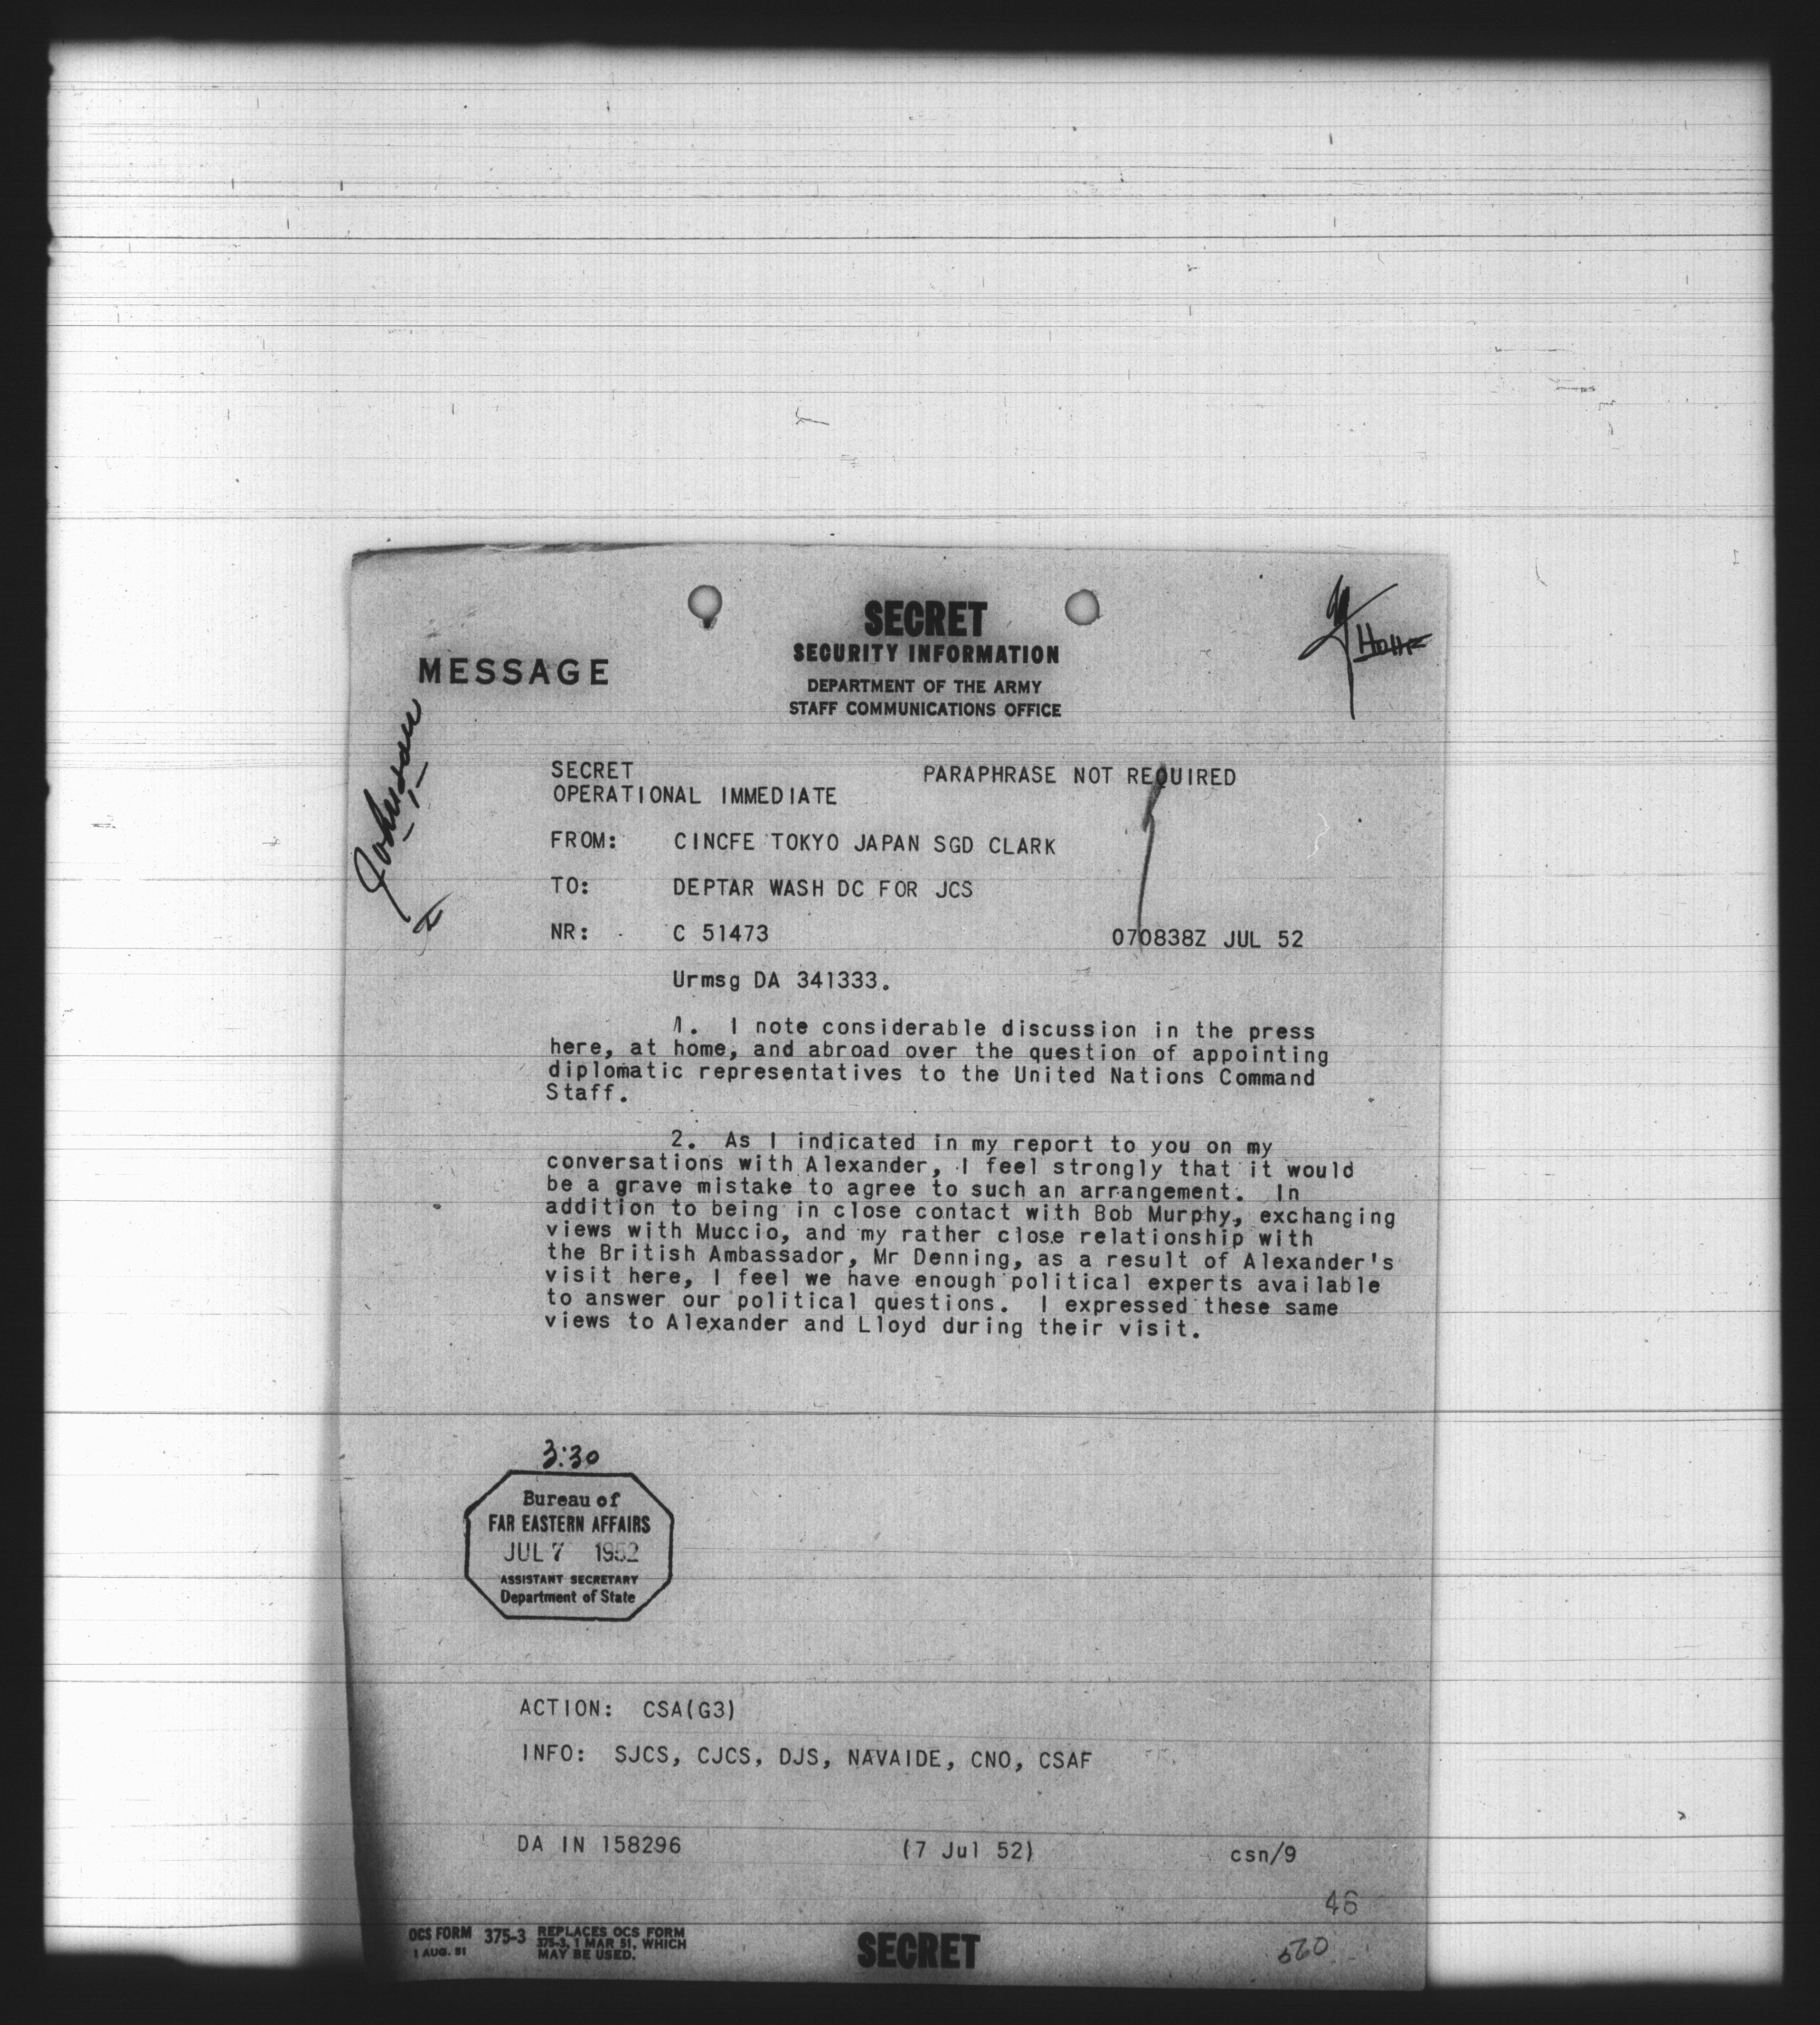 SECRET
SECURITY INFORMATION
MESSAGE
DEPARTMENT OF THE ARMY
STAFF COMMUNICATIONS OFFICE
Johnson
SECRET PARAPHRASE NOT REQUIRED
OPERATIONAL IMMEDIATE
FROM: CINCFE TOKYO JAPAN SGD CLARK
TO: DEPTAR WASH DC FOR JCS
NR: C 51473 070838Z JUL 52
Urmsg DA 341333.
1. I note considerable discussion in the press
here, at home, and abroad over the question of appointing
diplomatic representatives to the United Nations Command
Staff.
2. As I indicated in my report to you on my
conversations with Alexander, I feel strongly that it would
be a grave mistake to agree to such an arrangement. In
addition to being in close contact with Bob Murphy, exchanging
views with Muccio, and my rather close relationship with
the British Ambassador, Mr Denning, as a result of Alexander's
visit here, I feel we have enough political experts available
to answer our political questions. I expressed these same
views to Alexander and Lloyd during their visit.
3:30
Bureau of
FAR EASTERN AFFAIRS
JUL 7 1952
ASSISTANT SECRETARY
Department of State
ACTION: CSA(G3)
INFO: SJCS, CJCS, DJS, NAVAIDE, CNO, CSAF
DA IN 158296 (7 Jul 52) csn/9
46
OCS FORM 375-3 REPLACES OCS FORM
1 AUG. 51 375-3, 1 MAR 51, WHICH
MAY BE USED.
SECRET